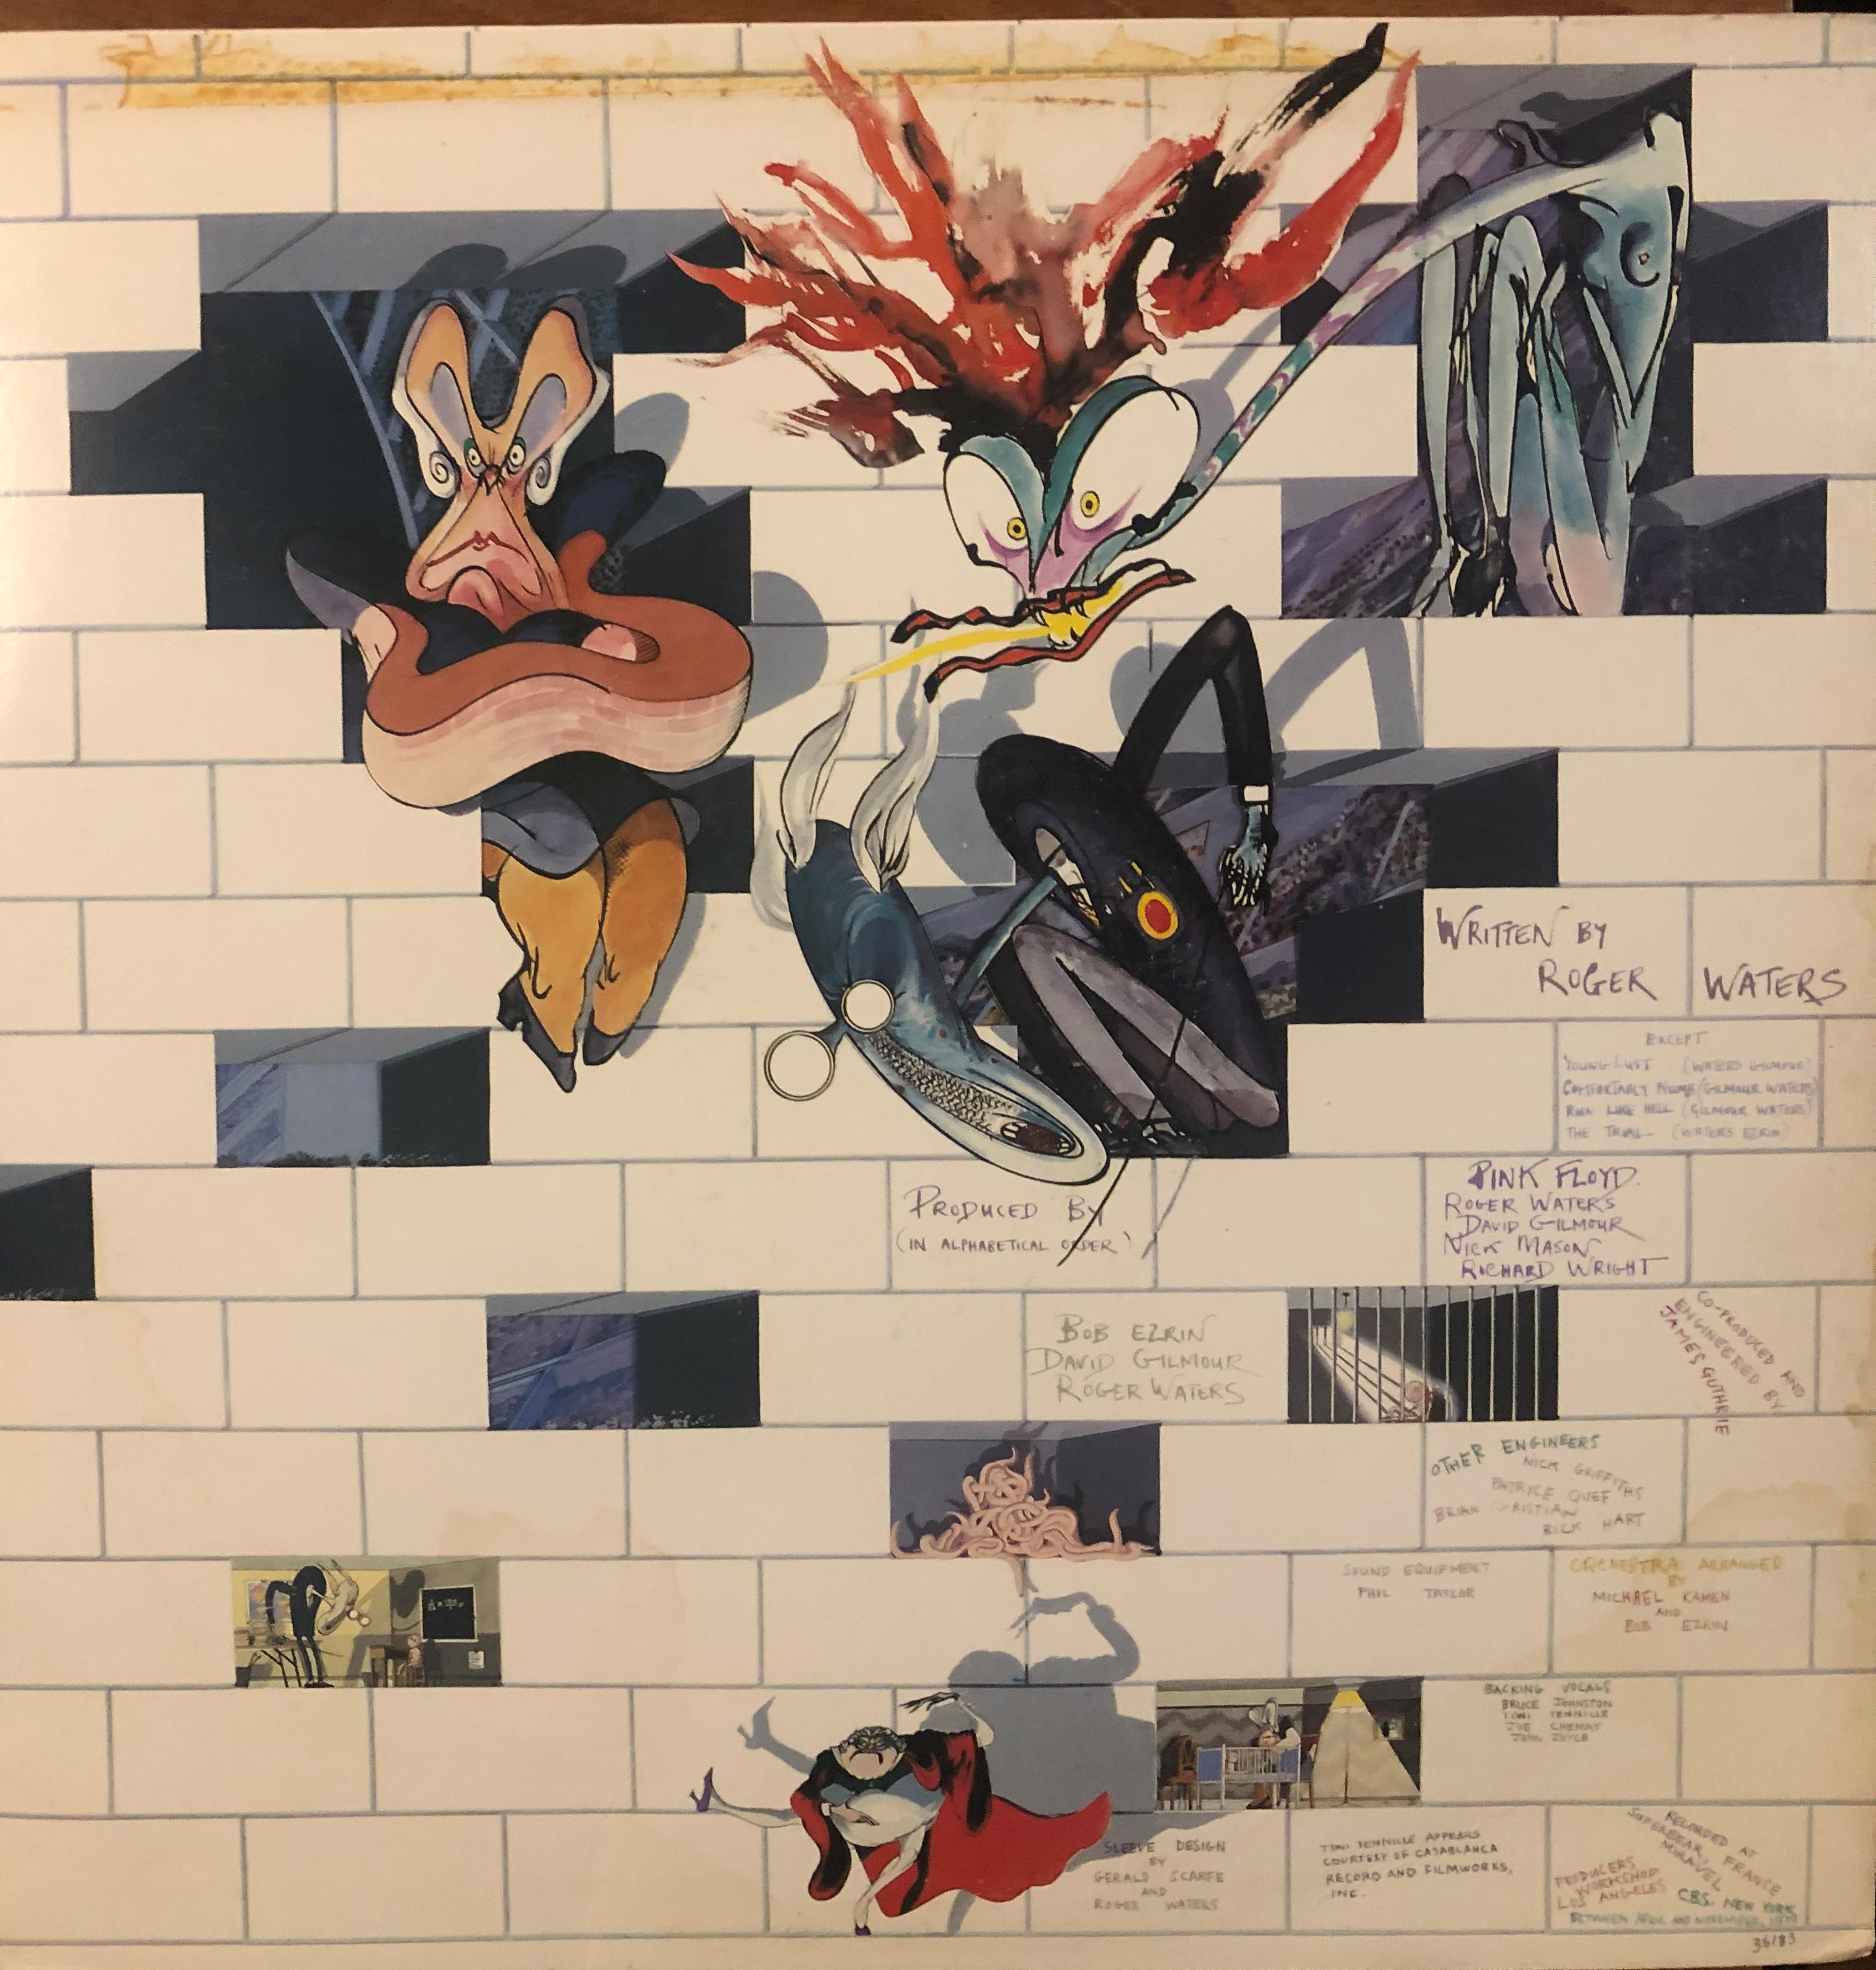 WRITTEN BY
ROGER WATERS
EXCEPT
YOUNG LUST (WATERS GILMOUR)
COMFORTABLY NUMB (GILMOUR WATERS)
RUN LIKE HELL (GILMOUR WATERS)
THE TRIAL (WATERS EZRIN)
PRODUCED BY
(IN ALPHABETICAL ORDER)
PINK FLOYD
ROGER WATERS
DAVID GILMOUR
NICK MASON
RICHARD WRIGHT
BOB EZRIN
DAVID GILMOUR
ROGER WATERS
CO-PRODUCED AND
ENGINEERED BY
JAMES GUTHRIE
OTHER ENGINEERS
NICK GRIFFITHS
PATRICE QUEF
BRIAN CHRISTIAN
RICK HART
SOUND EQUIPMENT
PHIL TAYLOR
ORCHESTRA ARRANGED
BY
MICHAEL KAMEN
AND
BOB EZRIN
BACKING VOCALS
BRUCE JOHNSTON
TONI TENNILLE
JOE CHEMAY
JOHN JOYCE
SLEEVE DESIGN
BY
GERALD SCARFE
AND
ROGER WATERS
TONI TENNILLE APPEARS
COURTESY OF CASABLANCA
RECORD AND FILMWORKS,
INC.
RECORDED AT
SUPERBEAR,
MIRAVEL FRANCE
PRODUCERS
WORKSHOP
LOS ANGELES
CBS. NEW YORK
BETWEEN APRIL AND NOVEMBER,
36183